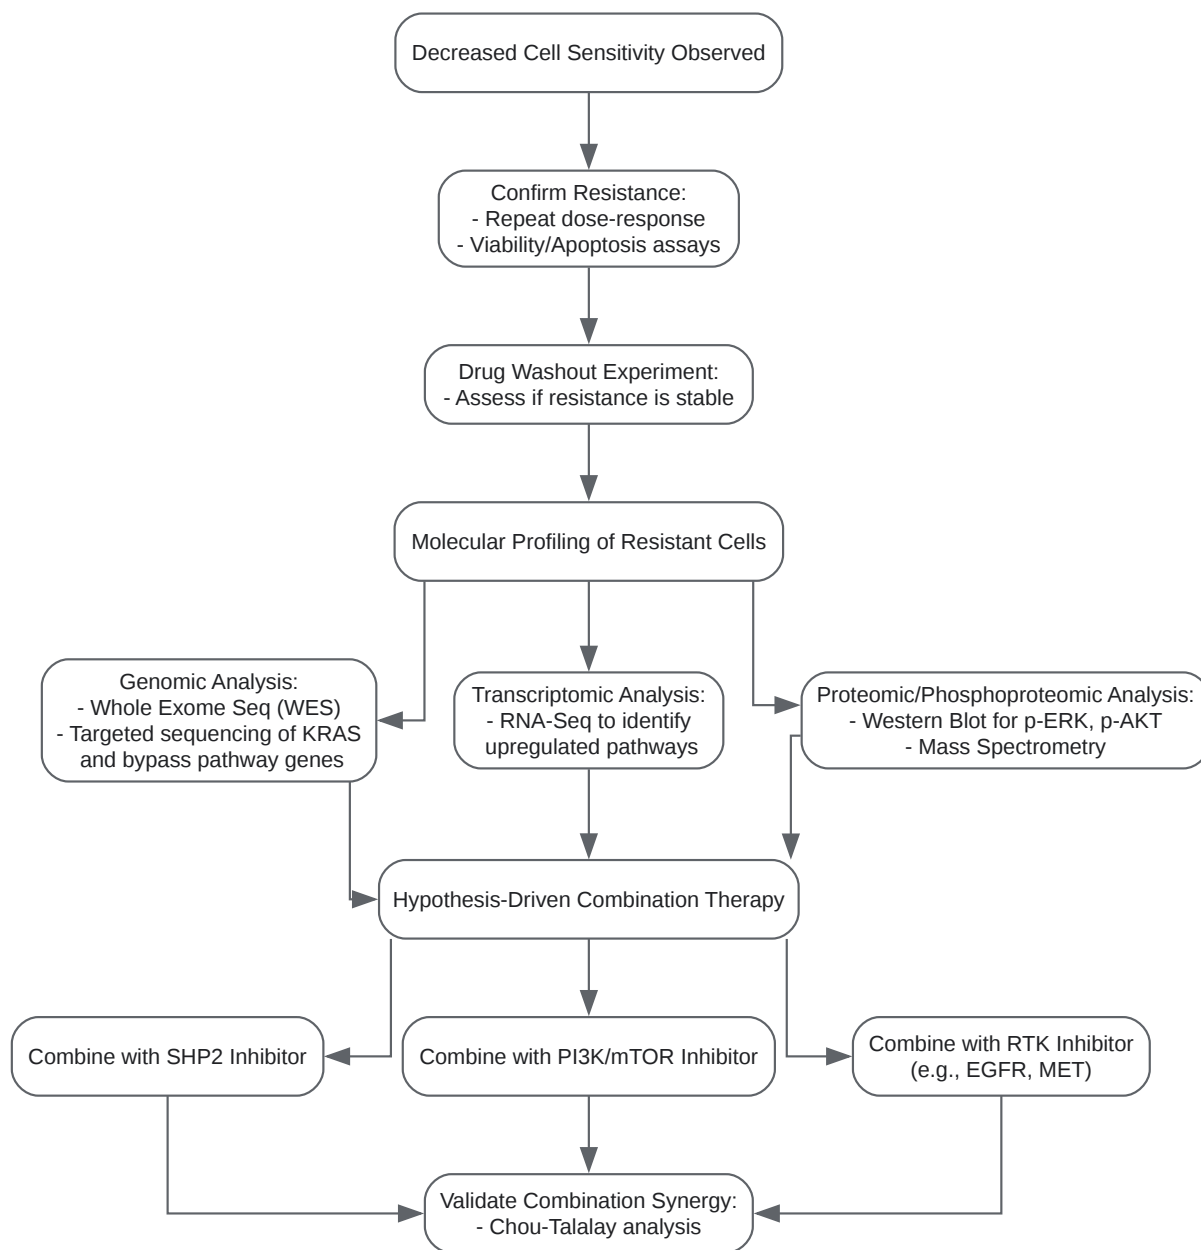 Decreased Cell Sensitivity Observed
Confirm Resistance:
- Repeat dose-response
- Viability/Apoptosis assays
Drug Washout Experiment:
- Assess if resistance is stable
Molecular Profiling of Resistant Cells
Genomic Analysis:
- Whole Exome Seq (WES)
- Targeted sequencing of KRAS
and bypass pathway genes
Transcriptomic Analysis:
- RNA-Seq to identify
upregulated pathways
Proteomic/Phosphoproteomic Analysis:
- Western Blot for p-ERK, p-AKT
- Mass Spectrometry
Hypothesis-Driven Combination Therapy
Combine with SHP2 Inhibitor
Combine with PI3K/mTOR Inhibitor
Combine with RTK Inhibitor
(e.g., EGFR, MET)
Validate Combination Synergy:
- Chou-Talalay analysis